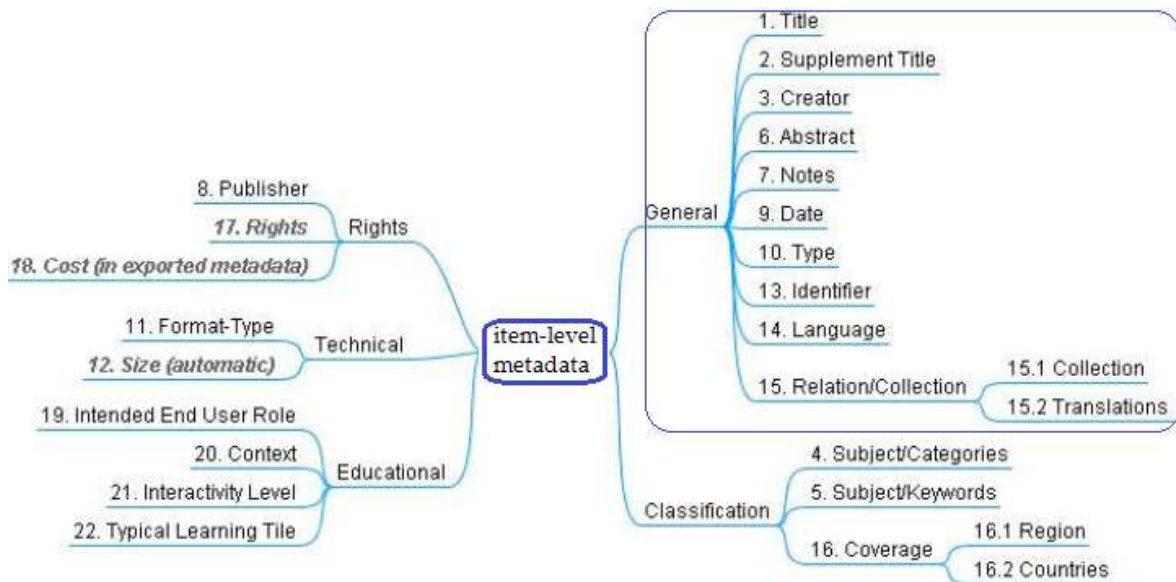 1. Title
2. Supplement Title
3. Creator
6. Abstract
7. Notes
9. Date
10. Type
13. Identifier
14. Language
15. Relation/Collection
15.1 Collection
15.2 Translations
General
8. Publisher
17. Rights
18. Cost (in exported metadata)
Rights
11. Format-Type
12. Size (automatic)
Technical
item-level
metadata
19. Intended End User Role
20. Context
21. Interactivity Level
22. Typical Learning Tile
Educational
4. Subject/Categories
5. Subject/Keywords
16. Coverage
16.1 Region
16.2 Countries
Classification